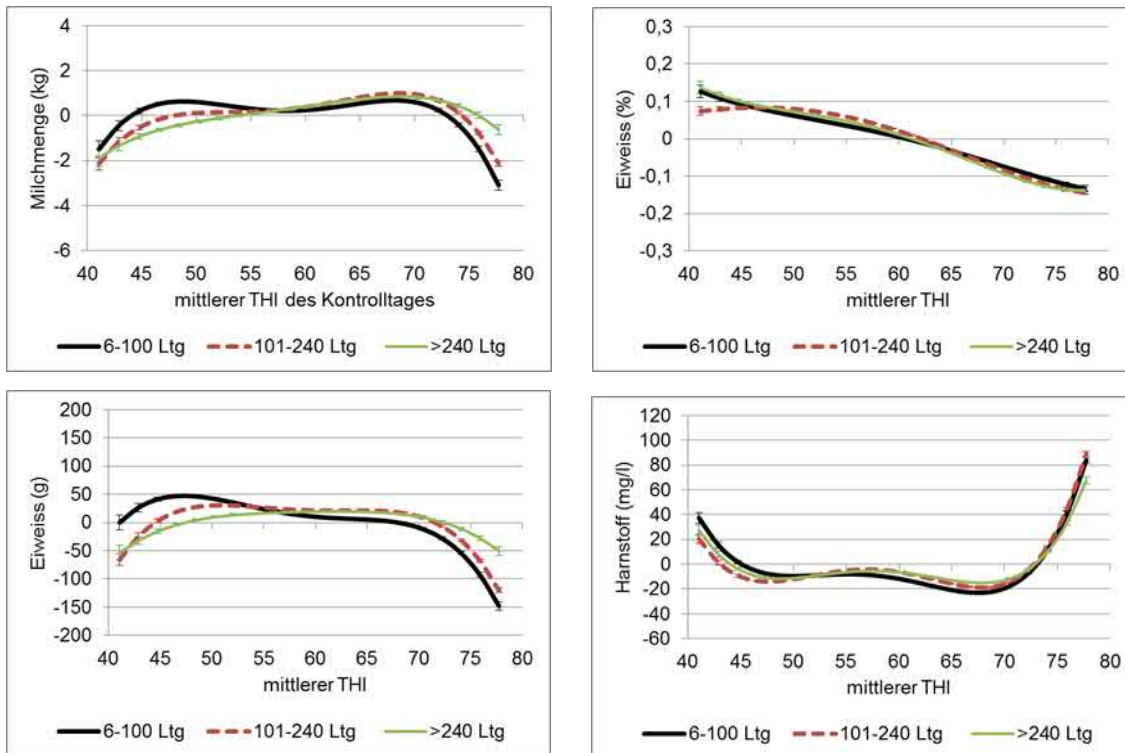 Milchmenge (kg)
4
2
0
-2
-4
-6
40 45 50 55 60 65 70 75 80
mittlerer THI des Kontrolltages
6-100 Ltg 101-240 Ltg >240 Ltg
Eiweiss (%)
0,3
0,2
0,1
0
-0,1
-0,2
-0,3
40 45 50 55 60 65 70 75 80
mittlerer THI
6-100 Ltg 101-240 Ltg >240 Ltg
Eiweiss (g)
200
150
100
50
0
-50
-100
-150
-200
40 45 50 55 60 65 70 75 80
mittlerer THI
6-100 Ltg 101-240 Ltg >240 Ltg
Harnstoff (mg/l)
120
100
80
60
40
20
0
-20
-40
-60
40 45 50 55 60 65 70 75 80
mittlerer THI
6-100 Ltg 101-240 Ltg >240 Ltg